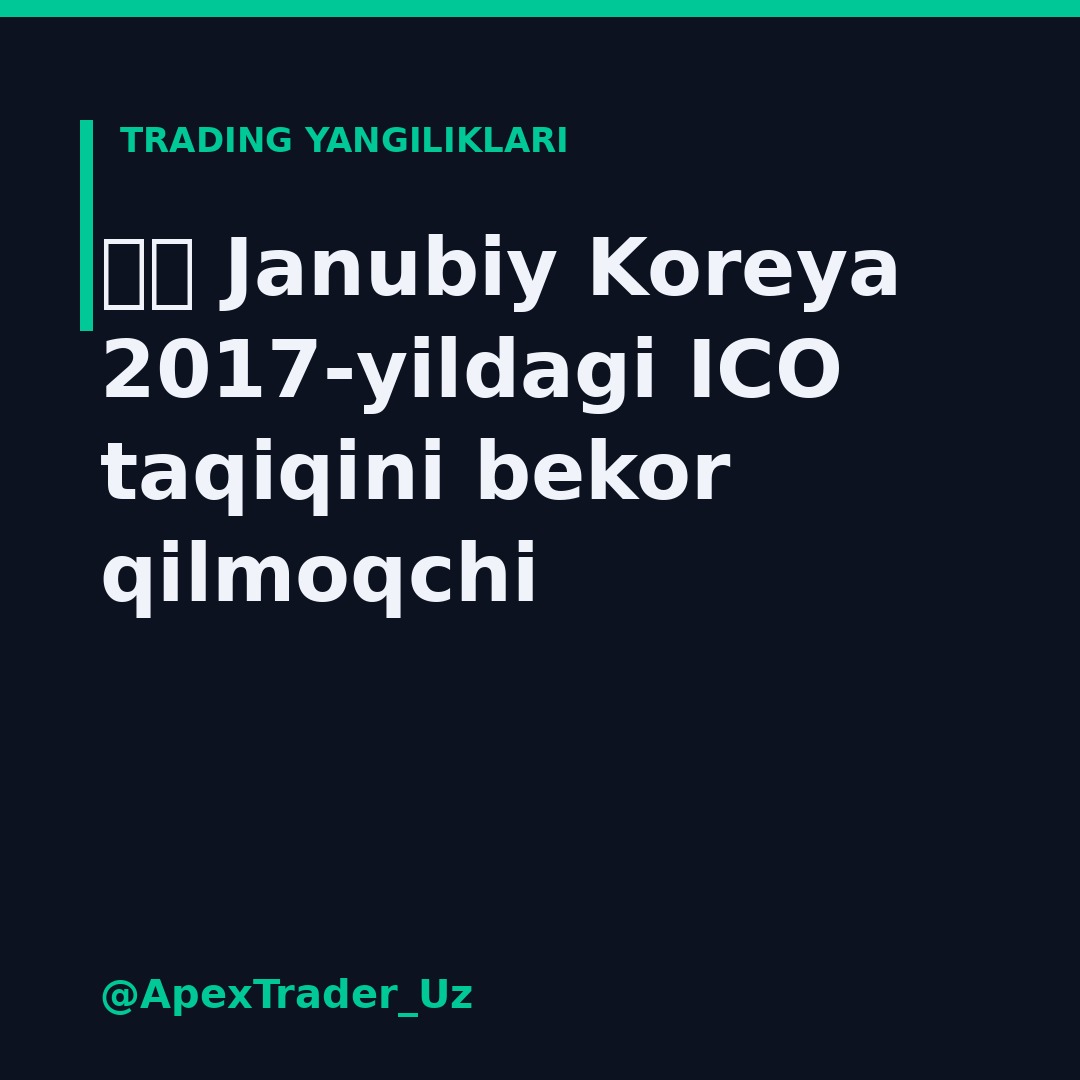 TRADING YANGILIKLARI
Janubiy Koreya
2017-yildagi ICO
taqiqini bekor
qilmoqchi
@ApexTrader_Uz